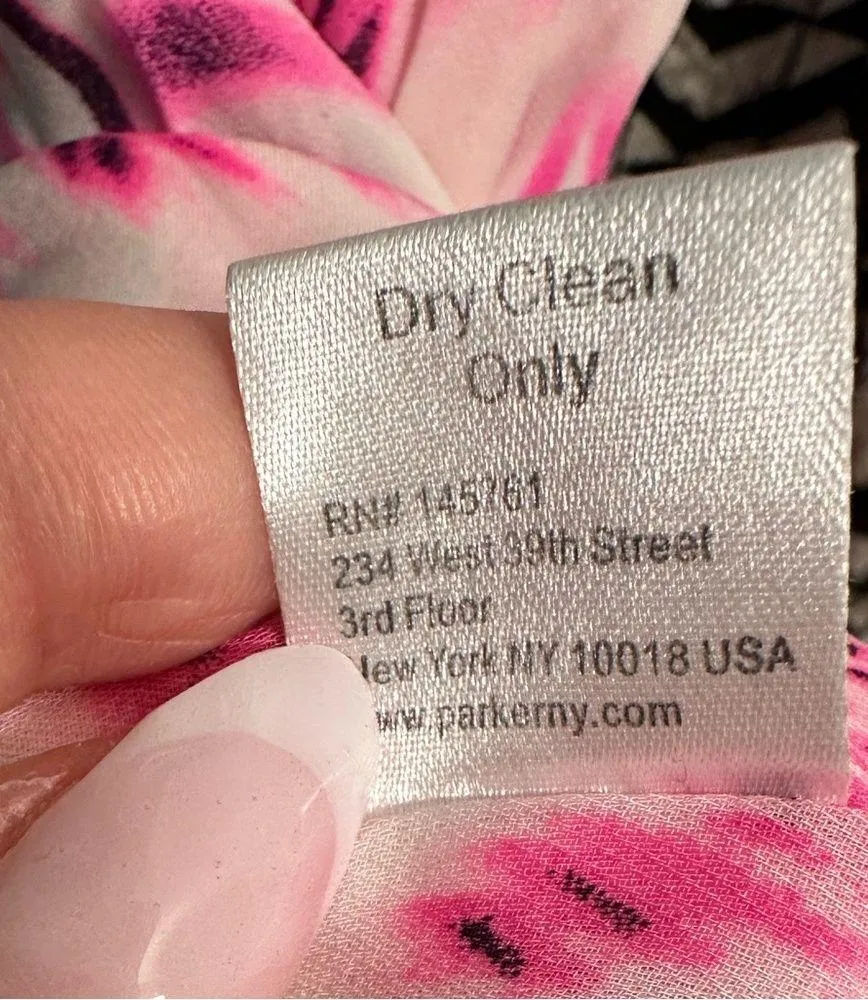 Dry Clean
Only
RN# 145761
234 West 39th Street
3rd Floor
New York NY 10018 USA
www.parkerny.com